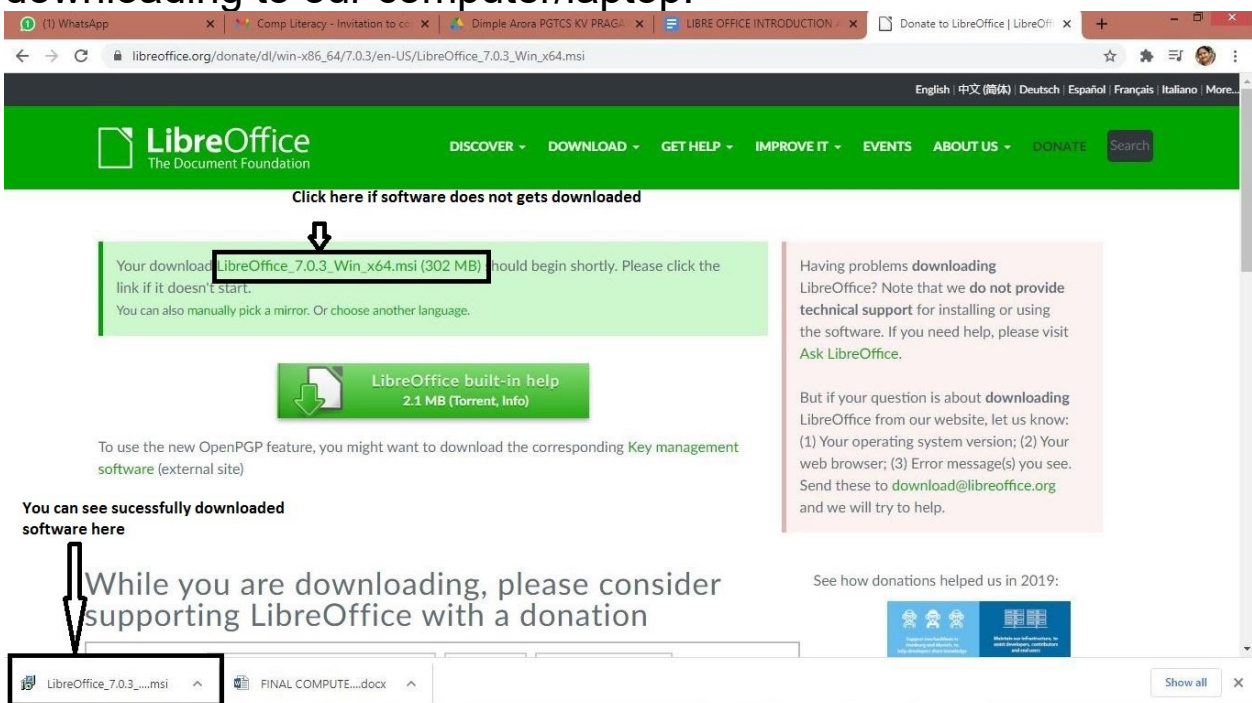 downloading to our computer/laptop.
(1) WhatsApp
Comp Literacy - Invitation to co
Dimple Arora PGTCS KV PRAGA
LIBRE OFFICE INTRODUCTION
Donate to LibreOffice | LibreOffi
libreoffice.org/donate/dl/win-x86_64/7.0.3/en-US/LibreOffice_7.0.3_Win_x64.msi
English | 中文 (简体) | Deutsch | Español | Français | Italiano | More...
LibreOffice
The Document Foundation
DISCOVER DOWNLOAD GET HELP IMPROVE IT EVENTS ABOUT US DONATE Search
Click here if software does not gets downloaded
Your download LibreOffice_7.0.3_Win_x64.msi (302 MB) should begin shortly. Please click the
link if it doesn't start.
You can also manually pick a mirror. Or choose another language.
LibreOffice built-in help
2.1 MB (Torrent, Info)
To use the new OpenPGP feature, you might want to download the corresponding Key management
software (external site)
Having problems downloading
LibreOffice? Note that we do not provide
technical support for installing or using
the software. If you need help, please visit
Ask LibreOffice.
But if your question is about downloading
LibreOffice from our website, let us know:
(1) Your operating system version; (2) Your
web browser; (3) Error message(s) you see.
Send these to download@libreoffice.org
and we will try to help.
You can see sucessfully downloaded
software here
While you are downloading, please consider
supporting LibreOffice with a donation
See how donations helped us in 2019:
LibreOffice_7.0.3_....msi
FINAL COMPUTE....docx
Show all